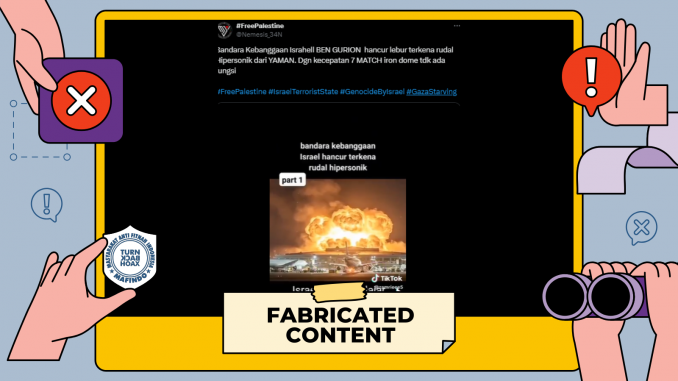 #FreePalestine
@Nemesis_34N
Bandara Kebanggaan Israhell BEN GURION hancur lebur terkena rudal
Hipersonik dari YAMAN. Dgn kecepatan 7 MATCH iron dome tdk ada
ungsi
#FreePalestine #IsraelTerroristState #GenocideByIsrael #GazaStarving
bandara kebanggaan
Israel hancur terkena
rudal hipersonik
part 1
TikTok
MASYARAKAT ANTI FITNAH INDONESIA
TURN
BACK
HOAX
MAFINDO
FABRICATED
CONTENT